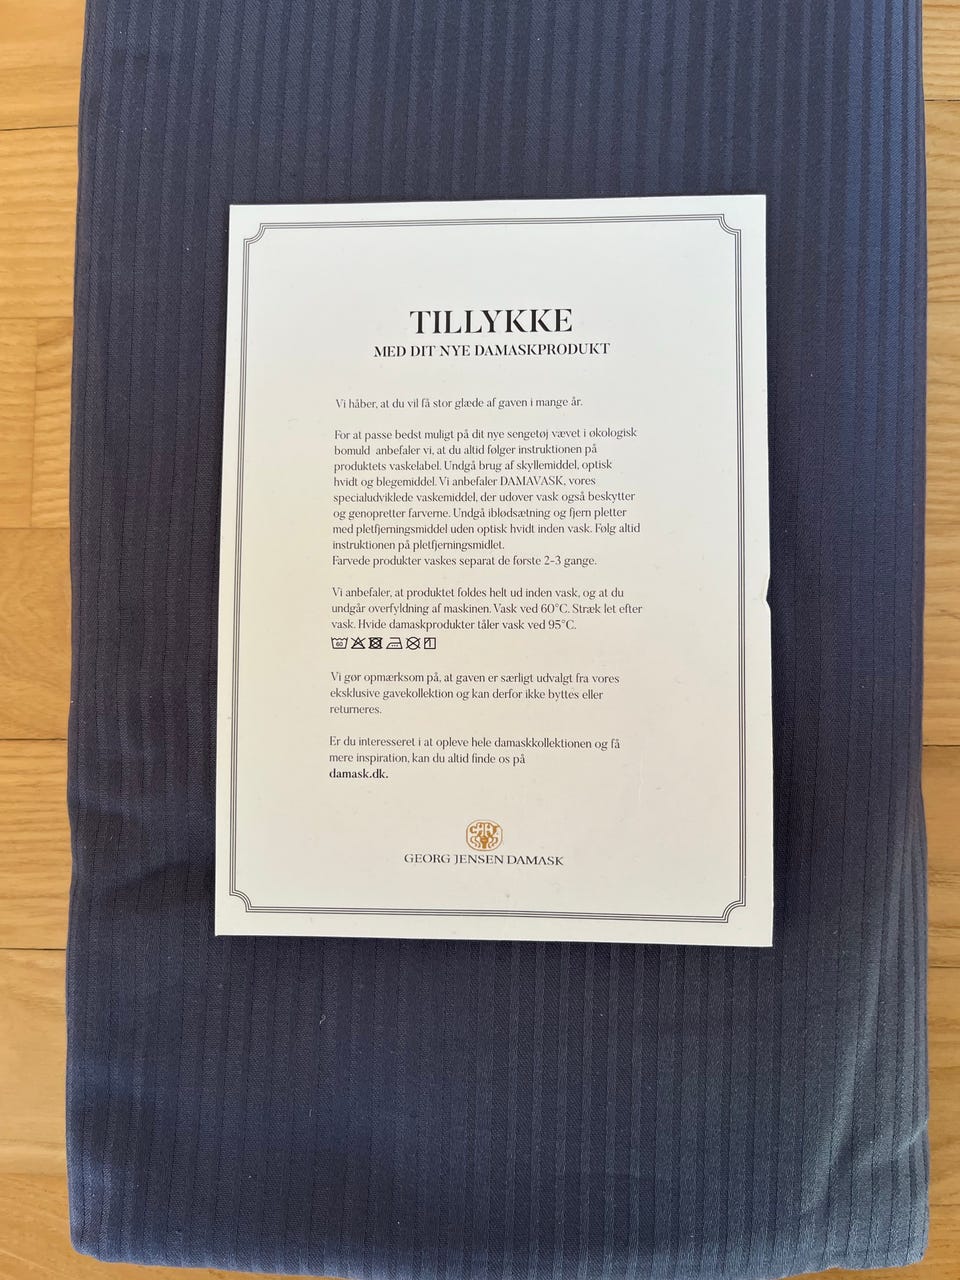 TILLYKKE
MED DIT NYE DAMASKPRODUKT
Vi håber, at du vil få stor glæde af gaven i mange år.
For at passe bedst muligt på dit nye sengetøj vævet i økologisk
bomuld anbefaler vi, at du altid følger instruktionen på
produktets vaskelabel. Undgå brug af skyllemiddel, optisk
hvidt og blegemiddel. Vi anbefaler DAMAVASK, vores
specialudviklede vaskemiddel, der udover vask også beskytter
og genopretter farverne. Undgå iblødsætning og fjern pletter
med pletfjerningsmiddel uden optisk hvidt inden vask. Følg altid
instruktionen på pletfjerningsmidlet.
Farvede produkter vaskes separat de første 2-3 gange.
Vi anbefaler, at produktet foldes helt ud inden vask, og at du
undgår overfyldning af maskinen. Vask ved 60°C. Stræk let efter
vask. Hvide damaskprodukter tåler vask ved 95°C.
60
Vi gør opmærksom på, at gaven er særligt udvalgt fra vores
eksklusive gavekollektion og kan derfor ikke byttes eller
returneres.
Er du interesseret i at opleve hele damaskkollektionen og få
mere inspiration, kan du altid finde os på
damask.dk.
GEORG JENSEN DAMASK